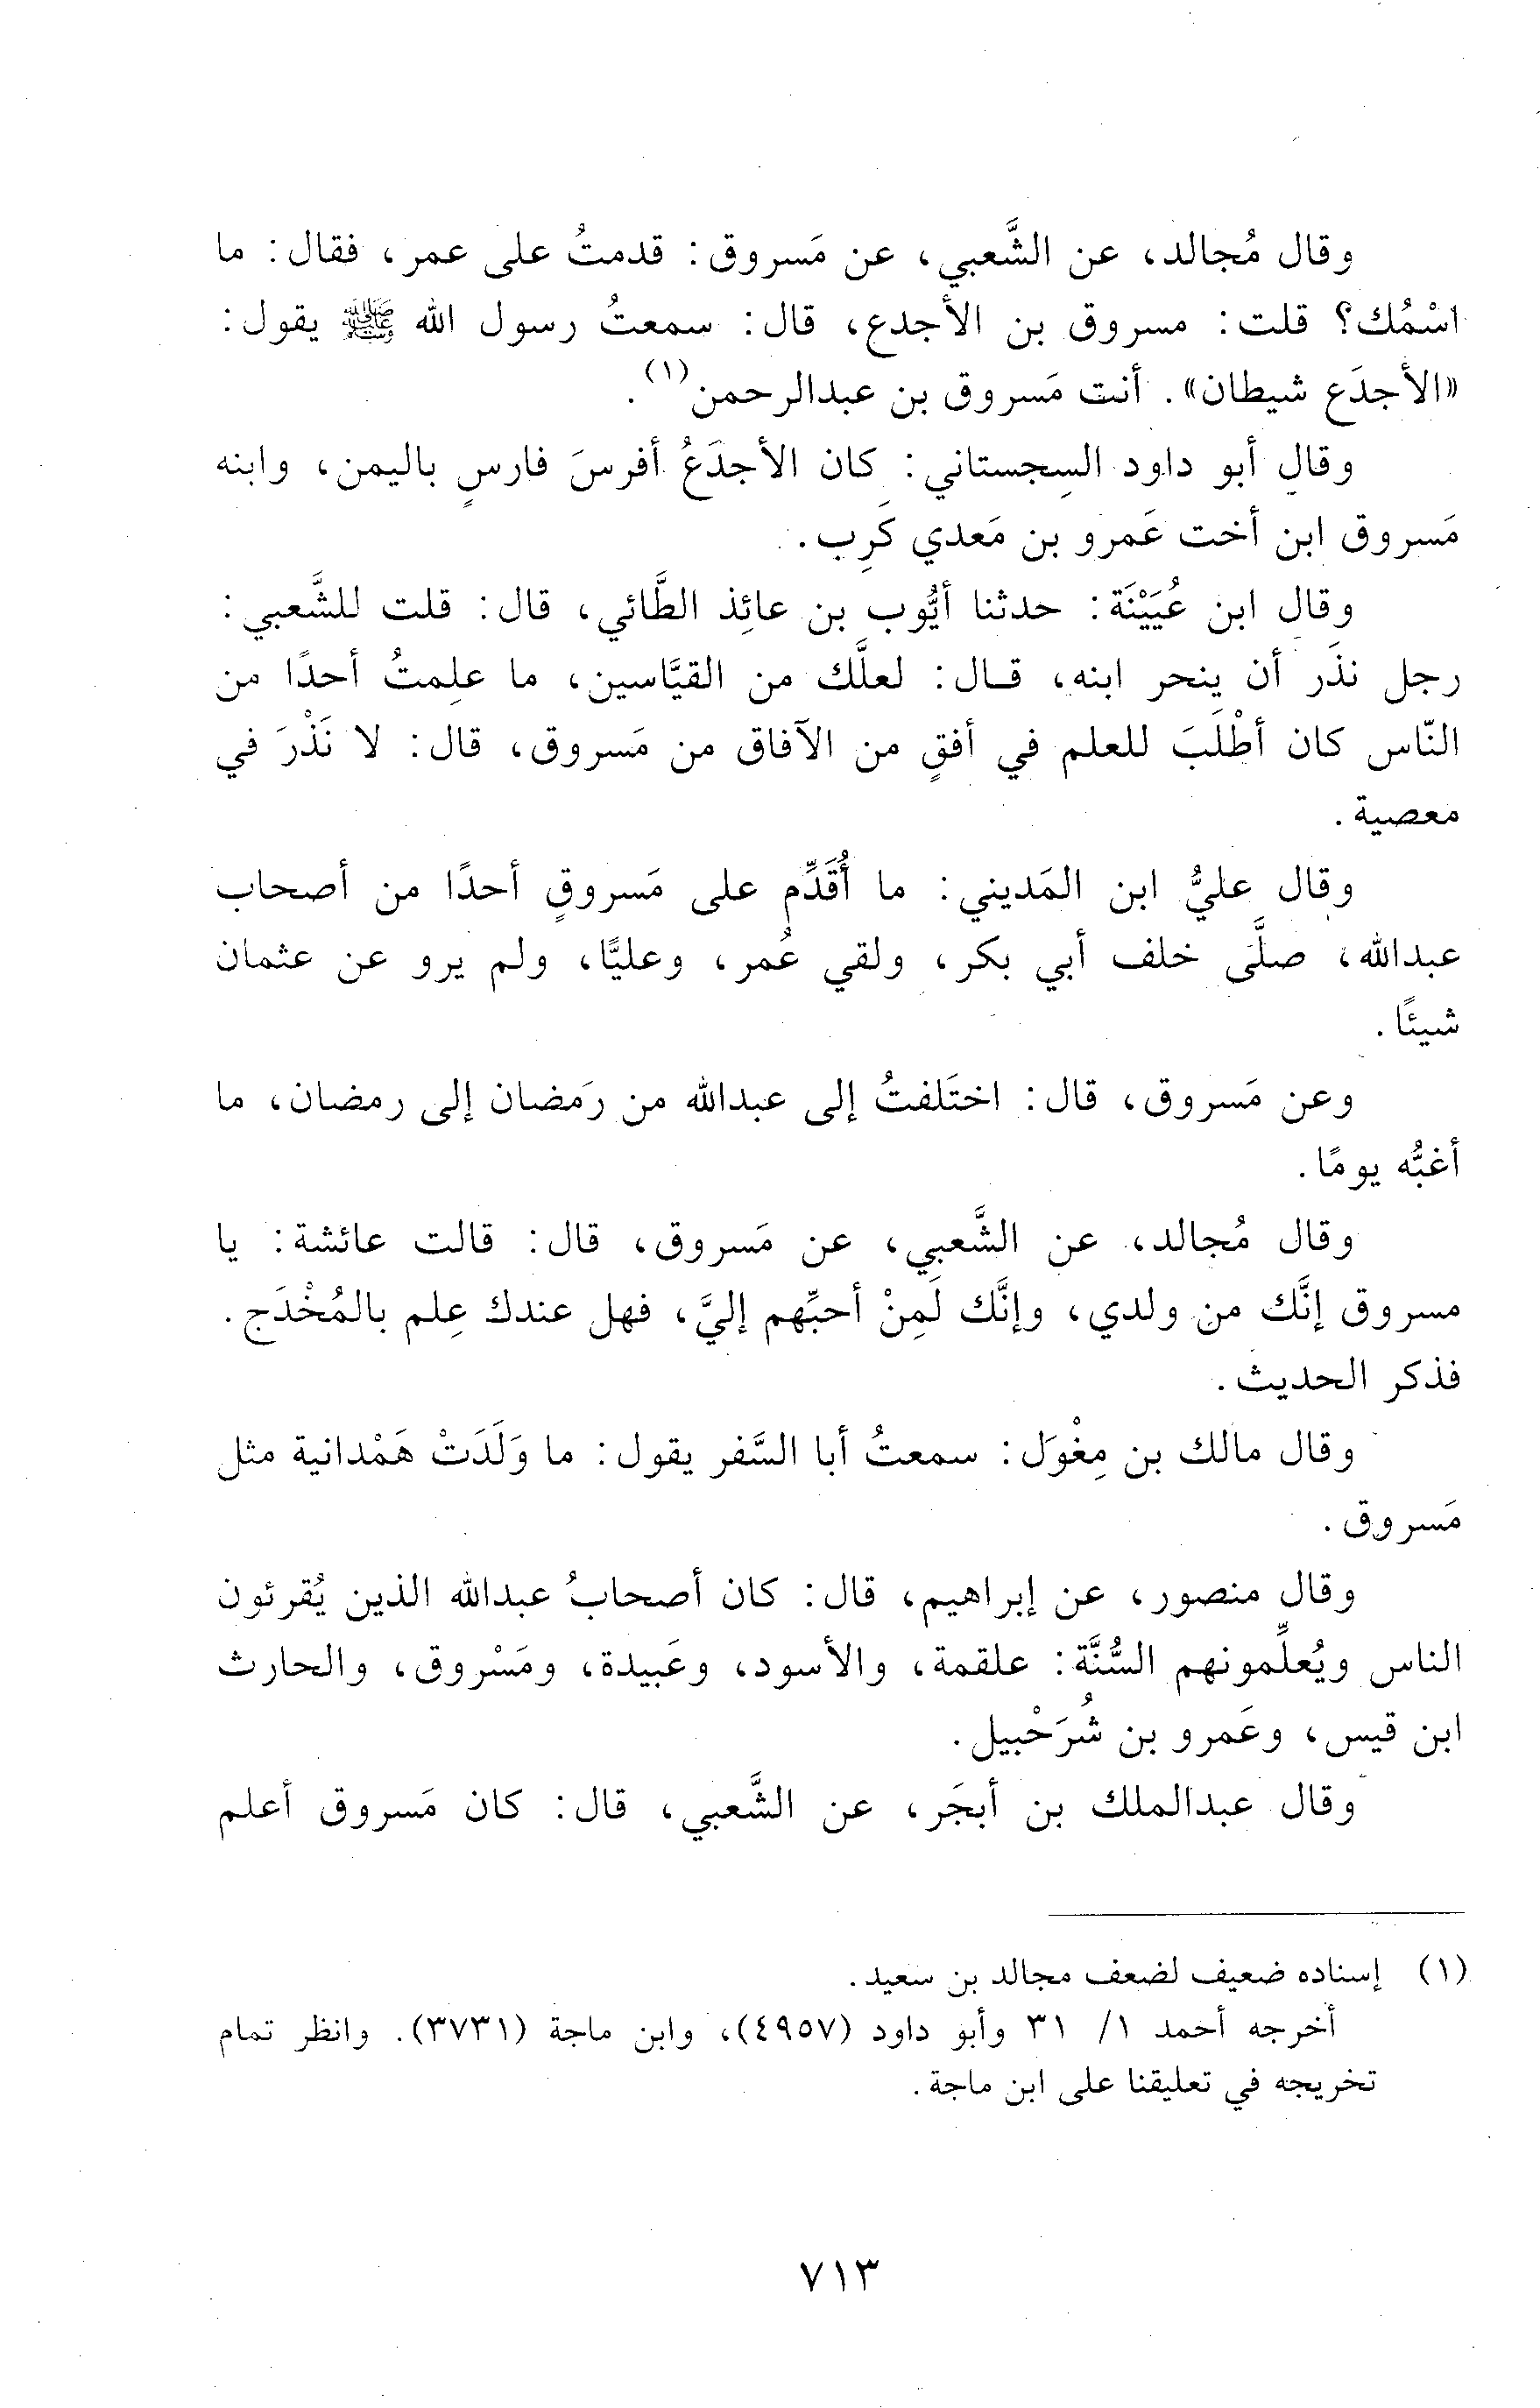 وقال مُجالد، عن الشَّعبي، عن مَسروق: قدمتُ على عمر، فقال: ما
اسْمُك؟ قلت: مسروق بن الأجدع، قال: سمعتُ رسول الله ﷺ يقول:
«الأجدَع شيطان». أنت مَسروق بن عبدالرحمن(١).
وقال أبو داود السِجستاني: كان الأجدَعُ أفرسَ فارسٍ باليمن، وابنه
مَسروق ابن أخت عَمرو بن مَعدي كَرِب.
وقال ابن عُيَيْنَة: حدثنا أيُّوب بن عائِذ الطَّائي، قال: قلت للشَّعبي:
رجل نذَر أن ينحر ابنه، قال: لعلَّك من القيَّاسين، ما علِمتُ أحدًا من
النّاس كان أطْلَبَ للعلم في أفقٍ من الآفاق من مَسروق، قال: لا نَذْرَ في
معصية.
وقال عليُّ ابن المَديني: ما أُقَدِّم على مَسروقٍ أحدًا من أصحاب
عبدالله، صلَّى خلف أبي بكر، ولقي عُمر، وعليًّا، ولم يرو عن عثمان
شيئًا.
وعن مَسروق، قال: اختَلفتُ إلى عبدالله من رَمضان إلى رمضان، ما
أغبُّه يومًا.
وقال مُجالد، عن الشَّعبي، عن مَسروق، قال: قالت عائشة: يا
مسروق إنَّك من ولدي، وإنَّك لَمِنْ أحبِّهم إليَّ، فهل عندك عِلم بالمُخْدَج.
فذكر الحديث.
وقال مالك بن مِغْوَل: سمعتُ أبا السَّفر يقول: ما وَلَدَتْ هَمْدانية مثل
مَسروق.
وقال منصور، عن إبراهيم، قال: كان أصحابُ عبدالله الذين يُقرئون
الناس ويُعلِّمونهم السُّنَّة: علقمة، والأسود، وعَبيدة، ومَسْروق، والحارث
ابن قيس، وعَمرو بن شُرَحْبيل.
وقال عبدالملك بن أبجَر، عن الشَّعبي، قال: كان مَسروق أعلم
(١) إسناده ضعيف لضعف مجالد بن سعيد.
أخرجه أحمد ١/ ٣١ وأبو داود (٤٩٥٧)، وابن ماجة (٣٧٣١). وانظر تمام
تخريجه في تعليقنا على ابن ماجة.
٧١٣